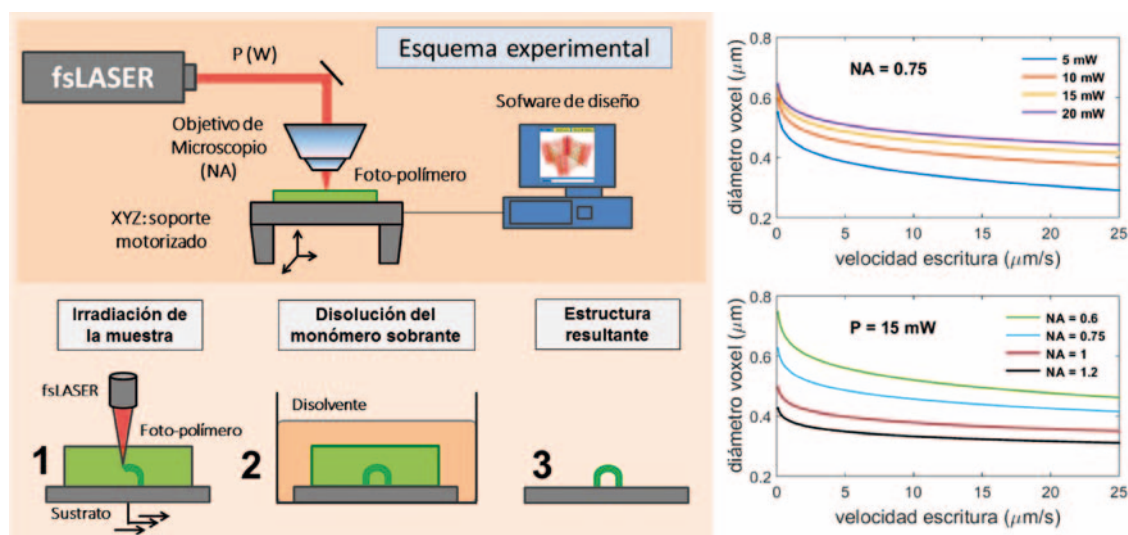 Esquema experimental
fsLASER
P (W)
Objetivo de
Microscopio
(NA)
Foto-polímero
Sofware de diseño
XYZ: soporte
motorizado
Irradiación de
la muestra
fsLASER
Foto-polímero
1
Sustrato
Disolución del
monómero sobrante
Disolvente
2
Estructura
resultante
3
diámetro voxel (μm)
0.8
0.6
0.4
0.2
NA = 0.75
5 mW
10 mW
15 mW
20 mW
0 5 10 15 20 25
velocidad escritura (μm/s)
diámetro voxel (μm)
0.8
0.6
0.4
0.2
P = 15 mW
NA = 0.6
NA = 0.75
NA = 1
NA = 1.2
0 5 10 15 20 25
velocidad escritura (μm/s)